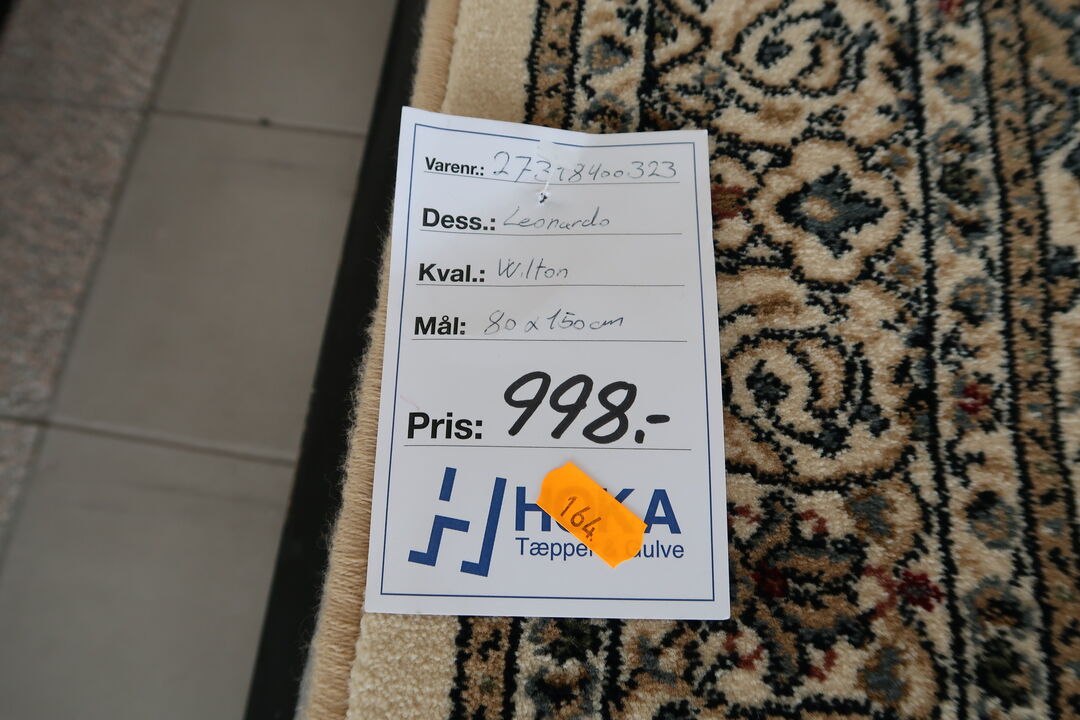 Varenr.: 27378400323
Dess.: Leonardo
Kval.: Wilton
Mål: 80 x 150 cm
Pris: 998.-
164.
Tæpper